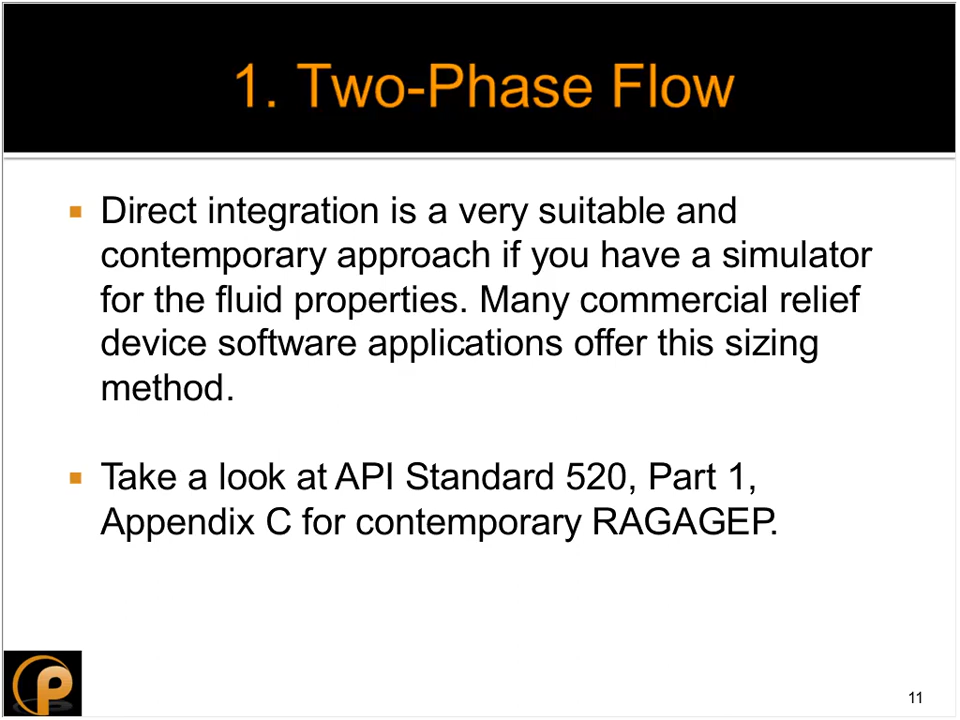 1. Two-Phase Flow
▪ Direct integration is a very suitable and
contemporary approach if you have a simulator
for the fluid properties. Many commercial relief
device software applications offer this sizing
method.
▪ Take a look at API Standard 520, Part 1,
Appendix C for contemporary RAGAGEP.
P
11